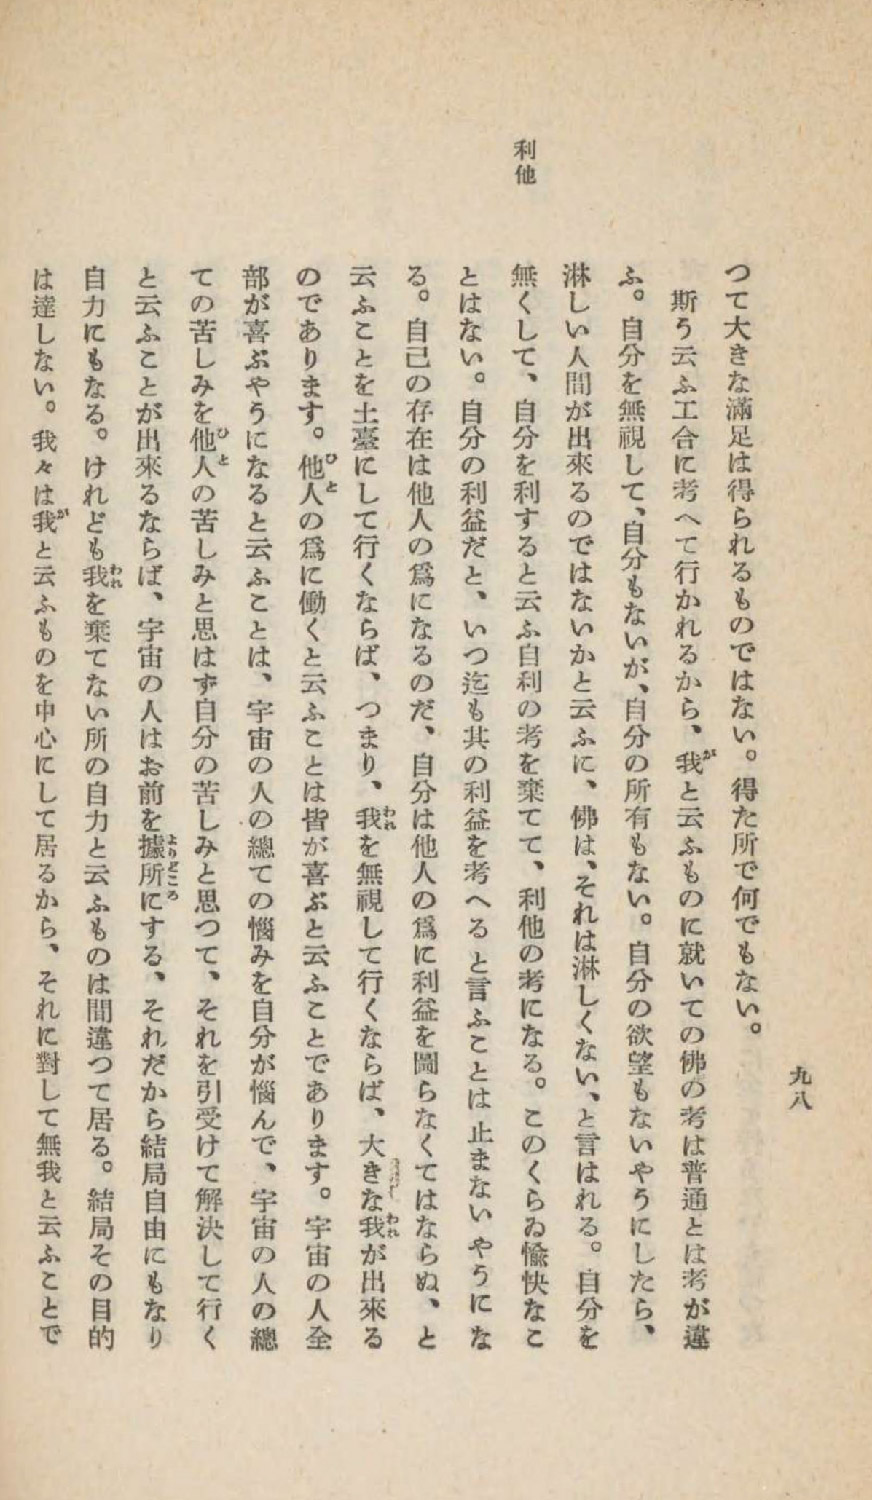 九八
つて大きな滿足は得られるものではない。得た所で何でもない。
斯う云ふ工合に考へて行かれるから、我と云ふものに就いての佛の考は普通とは考が違
が
ふ。自分を無視して、自分もないが、自分の所有もない。自分の欲望もないやうにしたら、
淋しい人間が出來るのではないかと云ふに、佛は、それは淋しくない、と言はれる。自分を
利他
無くして、自分を利すると云ふ自利の考を棄てて、利他の考になる。このくらゐ愉快なこ
とはない。自分の利益だと、いつ迄も其の利益を考へると言ふことは止まないやうにな
る。自己の存在は他人の爲になるのだ、自分は他人の爲に利益を圖らなくてはならぬ、と
云ふことを土臺にして行くならば、つまり、我を無視して行くならば、大きな我が出來る
われ
われ
のであります。他人の爲に働くと云ふことは皆が喜ぶと云ふことであります。宇宙の人全
ひと
部が喜ぶやうになると云ふことは、宇宙の人の總ての惱みを自分が惱んで、宇宙の人の總
ての苦しみを他人の苦しみと思はず自分の苦しみと思つて、それを引受けて解決して行く
ひと
と云ふことが出來るならば、宇宙の人はお前を據所にする、それだから結局自由にもなり
よりどころ
自力にもなる。けれども我を棄てない所の自力と云ふものは間違つて居る。結局その目的
われ
は達しない。我々は我と云ふものを中心にして居るから、それに對して無我と云ふことで
が